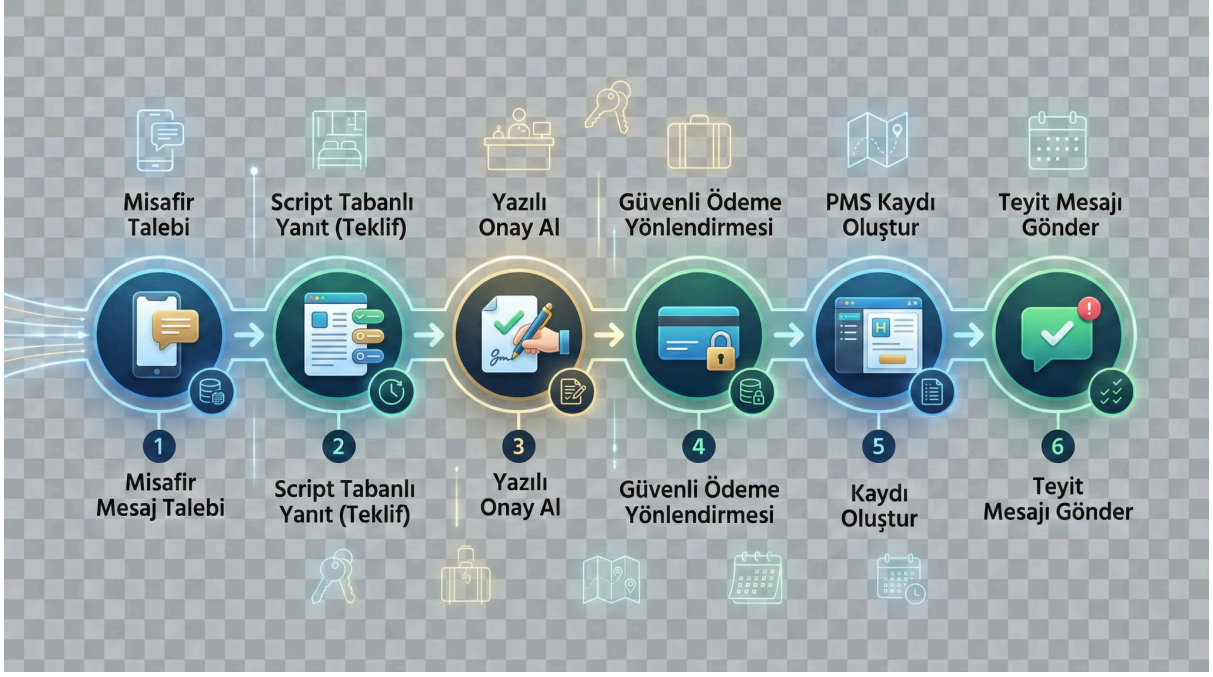 Misafir
Talebi
Script Tabanlı
Yanıt (Teklif)
Yazılı
Onay Al
Güvenli Ödeme
Yönlendirmesi
PMS Kaydı
Oluştur
Teyit Mesajı
Gönder
H
1
2
3
4
5
6
Misafir
Mesaj Talebi
Script Tabanlı
Yanıt (Teklif)
Yazılı
Onay Al
Güvenli Ödeme
Yönlendirmesi
Kaydı
Oluştur
Teyit
Mesajı Gönder